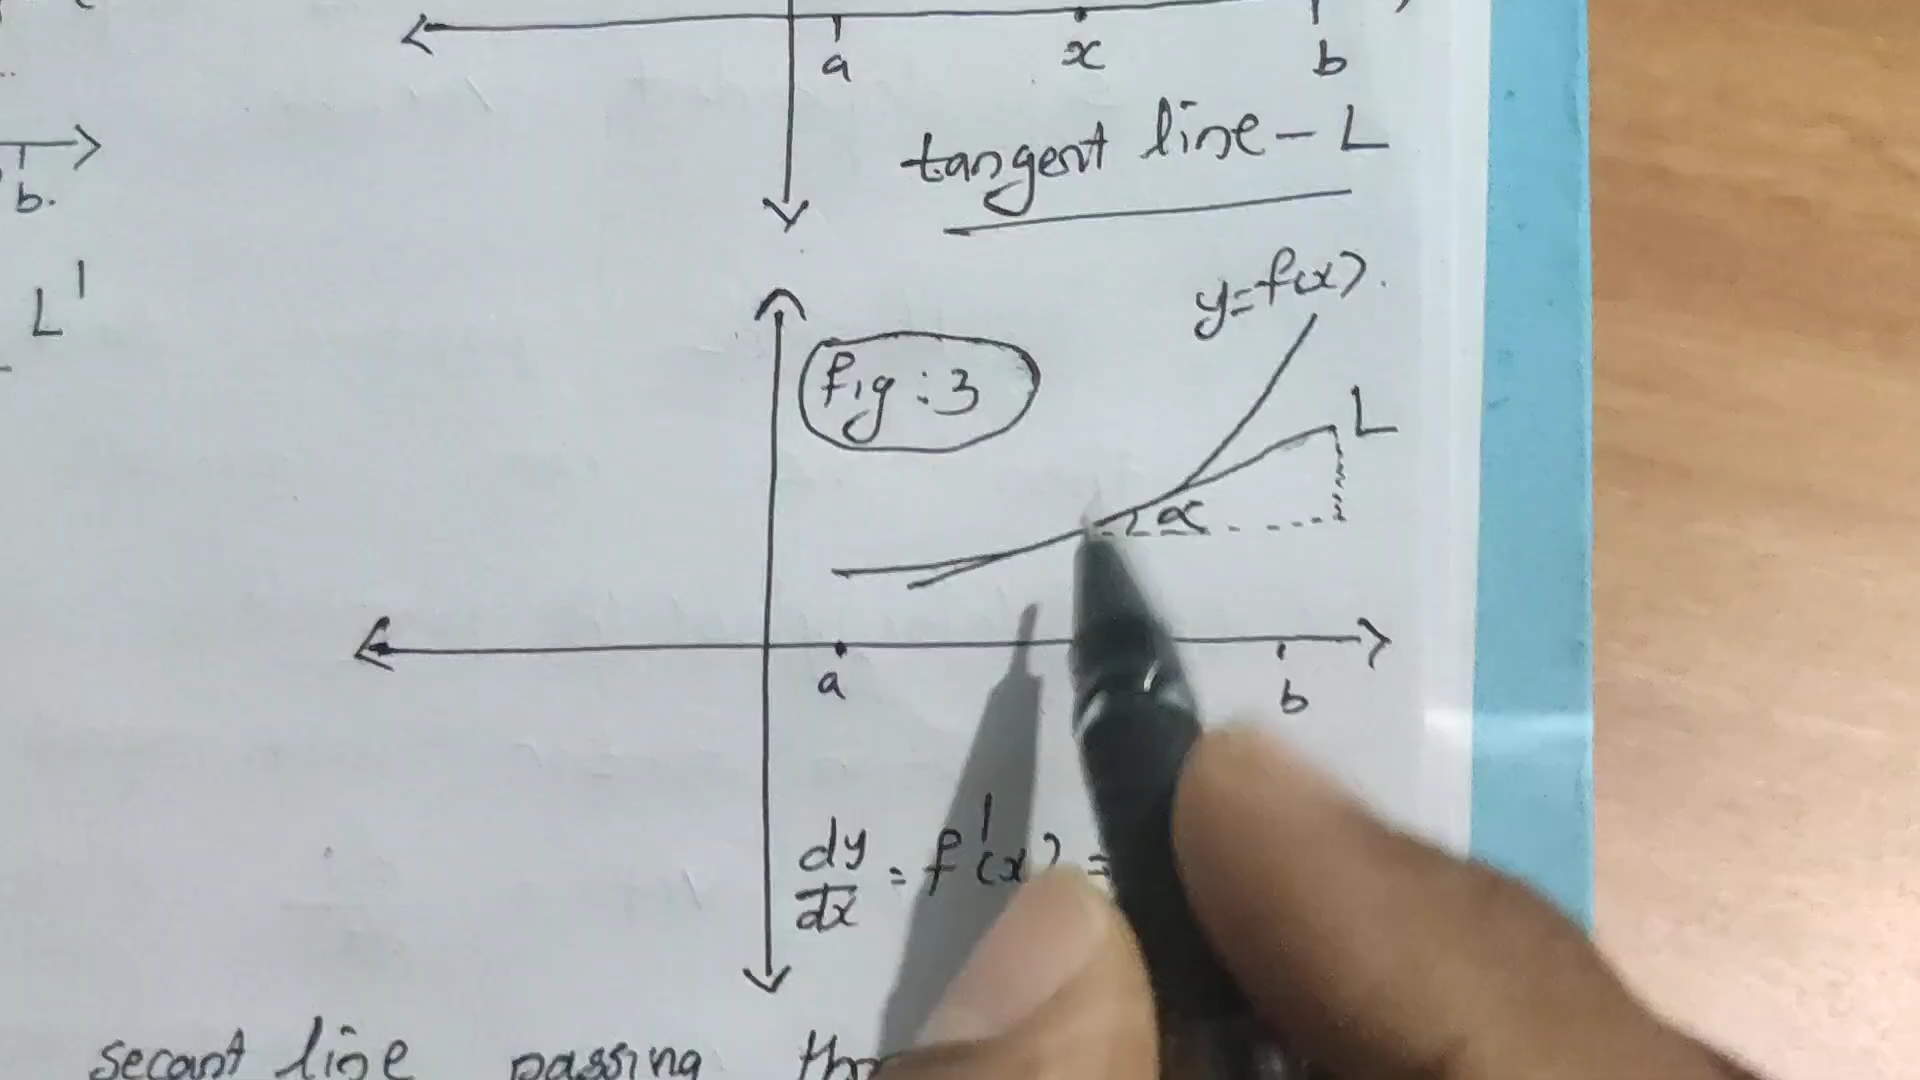 a x b
tangent line - L
b.
L'
y=f(x).
fig : 3
L
α
a b
dy/dx = f'(x) =
secant line passing